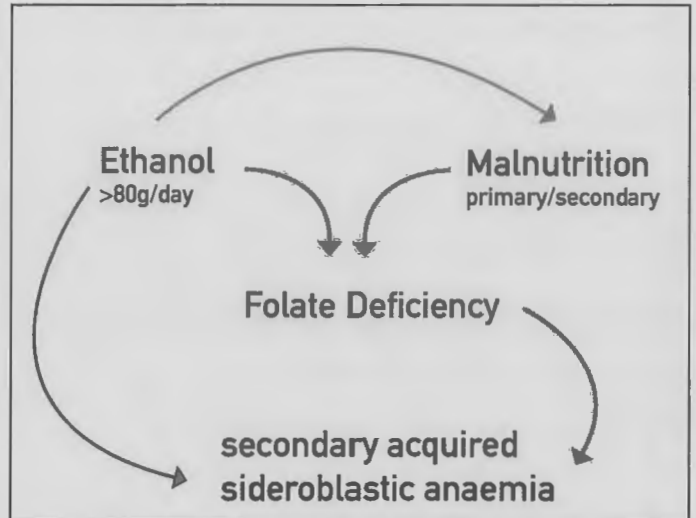 Ethanol
>80g/day
Malnutrition
primary/secondary
Folate Deficiency
secondary acquired
sideroblastic anaemia